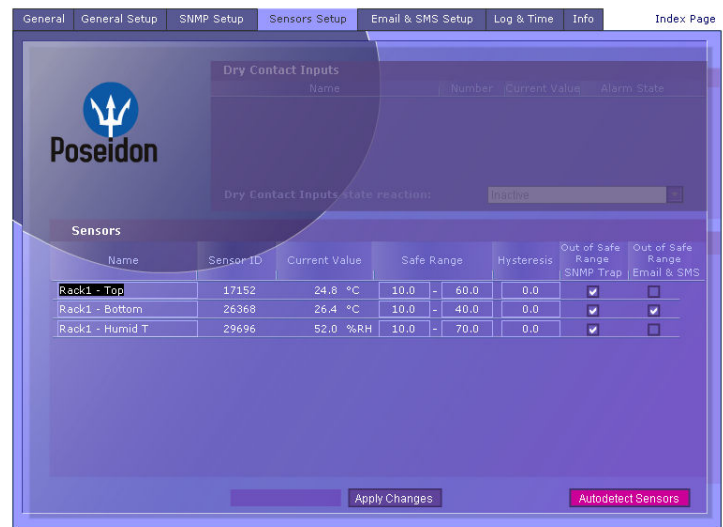 General General Setup SNMP Setup Sensors Setup Email & SMS Setup Log & Time Info Index Page
Dry Contact Inputs
Name Number Current Value Alarm State
Poseidon
Dry Contact Inputs state reaction: Inactive
Sensors
Name Sensor ID Current Value Safe Range Hysteresis Out of Safe Range SNMP Trap Out of Safe Range Email & SMS
Rack1 - Top 17152 24.8 °C 10.0 - 60.0 0.0
Rack1 - Bottom 26368 26.4 °C 10.0 - 40.0 0.0
Rack1 - Humid T 29696 52.0 %RH 10.0 - 70.0 0.0
Apply Changes Autodetect Sensors